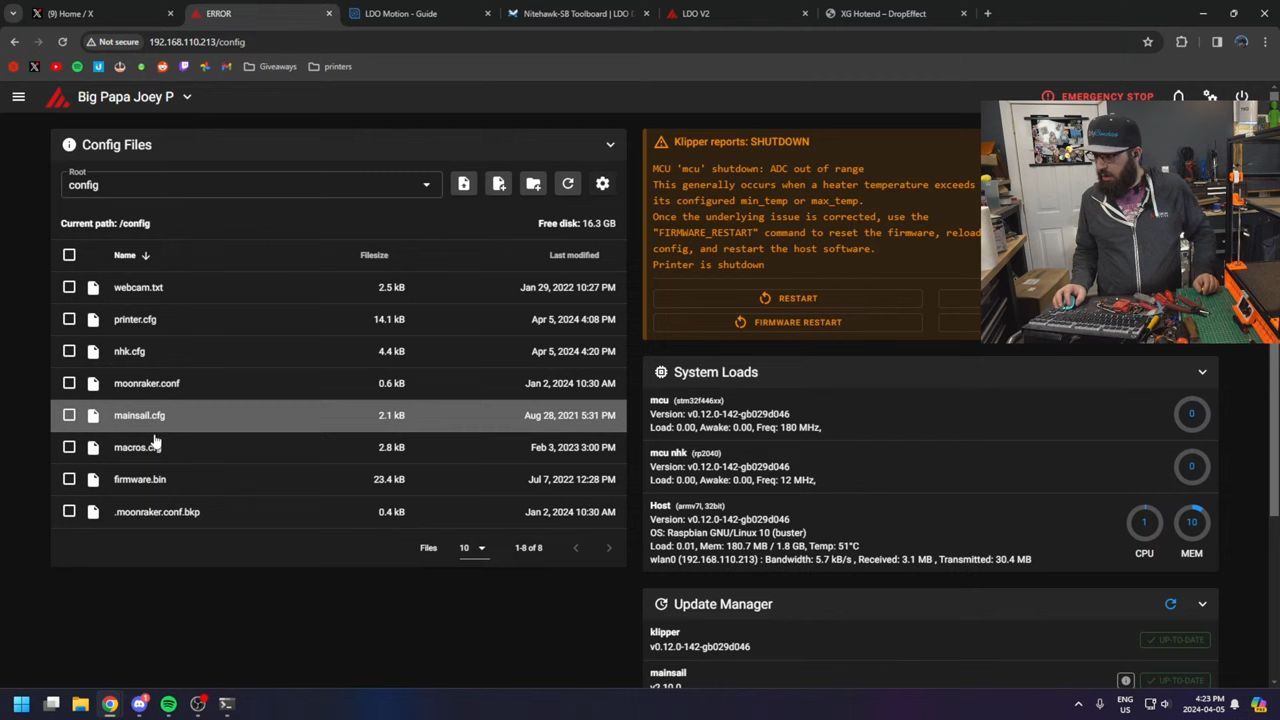 (9) Home / X
ERROR
LDO Motion - Guide
Nitehawk-SB Toolboard | LDO
LDO V2
XG Hotend – DropEffect
Not secure
192.168.110.213/config
Giveaways
printers
Big Papa Joey P
EMERGENCY STOP
Config Files
Root
config
Current path: /config
Free disk: 16.3 GB
Name
Filesize
Last modified
webcam.txt
2.5 kB
Jan 29, 2022 10:27 PM
printer.cfg
14.1 kB
Apr 5, 2024 4:08 PM
nhk.cfg
4.4 kB
Apr 5, 2024 4:20 PM
moonraker.conf
0.6 kB
Jan 2, 2024 10:30 AM
mainsail.cfg
2.1 kB
Aug 28, 2021 5:31 PM
macros.cfg
2.8 kB
Feb 3, 2023 3:00 PM
firmware.bin
23.4 kB
Jul 7, 2022 12:28 PM
.moonraker.conf.bkp
0.4 kB
Jan 2, 2024 10:30 AM
Files
10
1-8 of 8
Klipper reports: SHUTDOWN
MCU 'mcu' shutdown: ADC out of range
This generally occurs when a heater temperature exceeds
its configured min_temp or max_temp.
Once the underlying issue is corrected, use the
"FIRMWARE_RESTART" command to reset the firmware, reload
config, and restart the host software.
Printer is shutdown
RESTART
FIRMWARE RESTART
System Loads
mcu (stm32f446xx)
Version: v0.12.0-142-gb029d046
Load: 0.00, Awake: 0.00, Freq: 180 MHz,
0
mcu nhk (rp2040)
Version: v0.12.0-142-gb029d046
Load: 0.00, Awake: 0.00, Freq: 12 MHz,
0
Host (armv7l, 32bit)
Version: v0.12.0-142-gb029d046
OS: Raspbian GNU/Linux 10 (buster)
Load: 0.01, Mem: 180.7 MB / 1.8 GB, Temp: 51°C
wlan0 (192.168.110.213) : Bandwidth: 5.7 kB/s , Received: 3.1 MB , Transmitted: 30.4 MB
1
CPU
10
MEM
Update Manager
klipper
v0.12.0-142-gb029d046
UP-TO-DATE
mainsail
v2.10.0
UP-TO-DATE
ENG
US
4:23 PM
2024-04-05